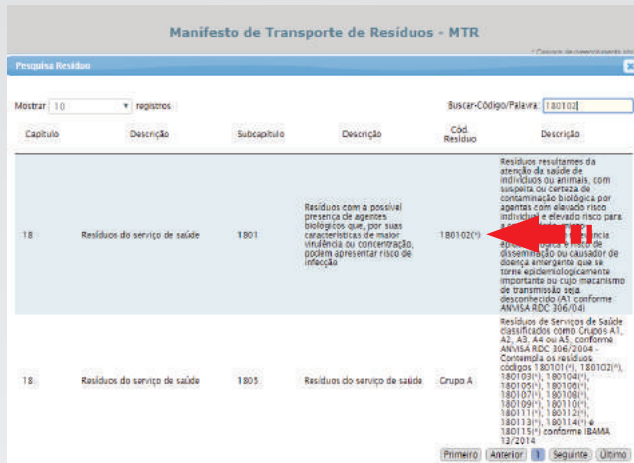 Manifesto de Transporte de Resíduos - MTR
Pesquisa Resíduo
Mostrar 10 registros
Buscar-Código/Palavra: 180102
Capítulo Descrição Subcapítulo Descrição Cód. Resíduo Descrição
18
Resíduos do serviço de saúde
1801
Resíduos com a possível
presença de agentes
biológicos que, por suas
características de maior
virulência ou concentração,
podem apresentar risco de
infecção
180102(*)
Resíduos resultantes da
atenção da saúde de
indivíduos ou animais, com
suspeita ou certeza de
contaminação biológica por
agentes com elevado risco
individual e elevado risco para
disseminação ou causador de
doença emergente que se
torne epidemiologicamente
importante ou cujo mecanismo
de transmissão seja
desconhecido (A1 conforme
ANVISA RDC 306/04)
18
Resíduos do serviço de saúde
1805
Resíduos do serviço de saúde
Grupo A
Resíduos de Serviços de Saúde
classificados como Grupos A1,
A2, A3, A4 ou A5, conforme
ANVISA RDC 306/2004 -
Contempla os resíduos
códigos 180101(*), 180102(*),
180103(*), 180104(*),
180105(*), 180106(*),
180107(*), 180108(*),
180109(*), 180110(*),
180111(*), 180112(*),
180113(*), 180114(*) e
180115(*) conforme IBAMA
13/2014
Primeiro Anterior 1 Seguinte Último